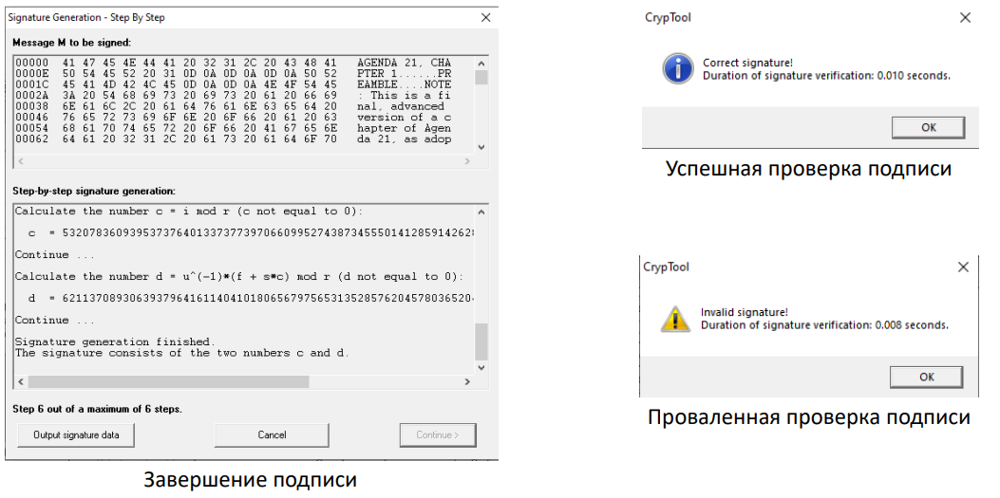 Signature Generation - Step By Step
Message M to be signed:
00000 41 47 45 4E 44 41 20 32 31 2C 20 43 48 41 AGENDA 21, CHA
0000E 50 54 45 52 20 31 0D 0A 0D 0A 0D 0A 50 52 PTER 1......PR
0001C 45 41 4D 42 4C 45 0D 0A 0D 0A 4E 4F 54 45 EAMBLE....NOTE
0002A 3A 20 54 68 69 73 20 69 73 20 61 20 66 69 : This is a fi
00038 6E 61 6C 2C 20 61 64 76 61 6E 63 65 64 20 nal, advanced
00046 76 65 72 73 69 6F 6E 20 6F 66 20 61 20 63 version of a c
00054 68 61 70 74 65 72 20 6F 66 20 41 67 65 6E hapter of Agen
00062 64 61 20 32 31 2C 20 61 73 20 61 64 6F 70 da 21, as adop
Step-by-step signature generation:
Calculate the number c = i mod r (c not equal to 0):
c = 53207836093953737640133737739706609952743873455501412859142628
Continue ...
Calculate the number d = u^(-1)*(f + s*c) mod r (d not equal to 0):
d = 62113708930639379641611404101806567975653135285762045780365204
Continue ...
Signature generation finished.
The signature consists of the two numbers c and d.
Step 6 out of a maximum of 6 steps.
Output signature data
Cancel
Continue >
Завершение подписи
CrypTool
Correct signature!
Duration of signature verification: 0.010 seconds.
OK
Успешная проверка подписи
CrypTool
Invalid signature!
Duration of signature verification: 0.008 seconds.
OK
Проваленная проверка подписи